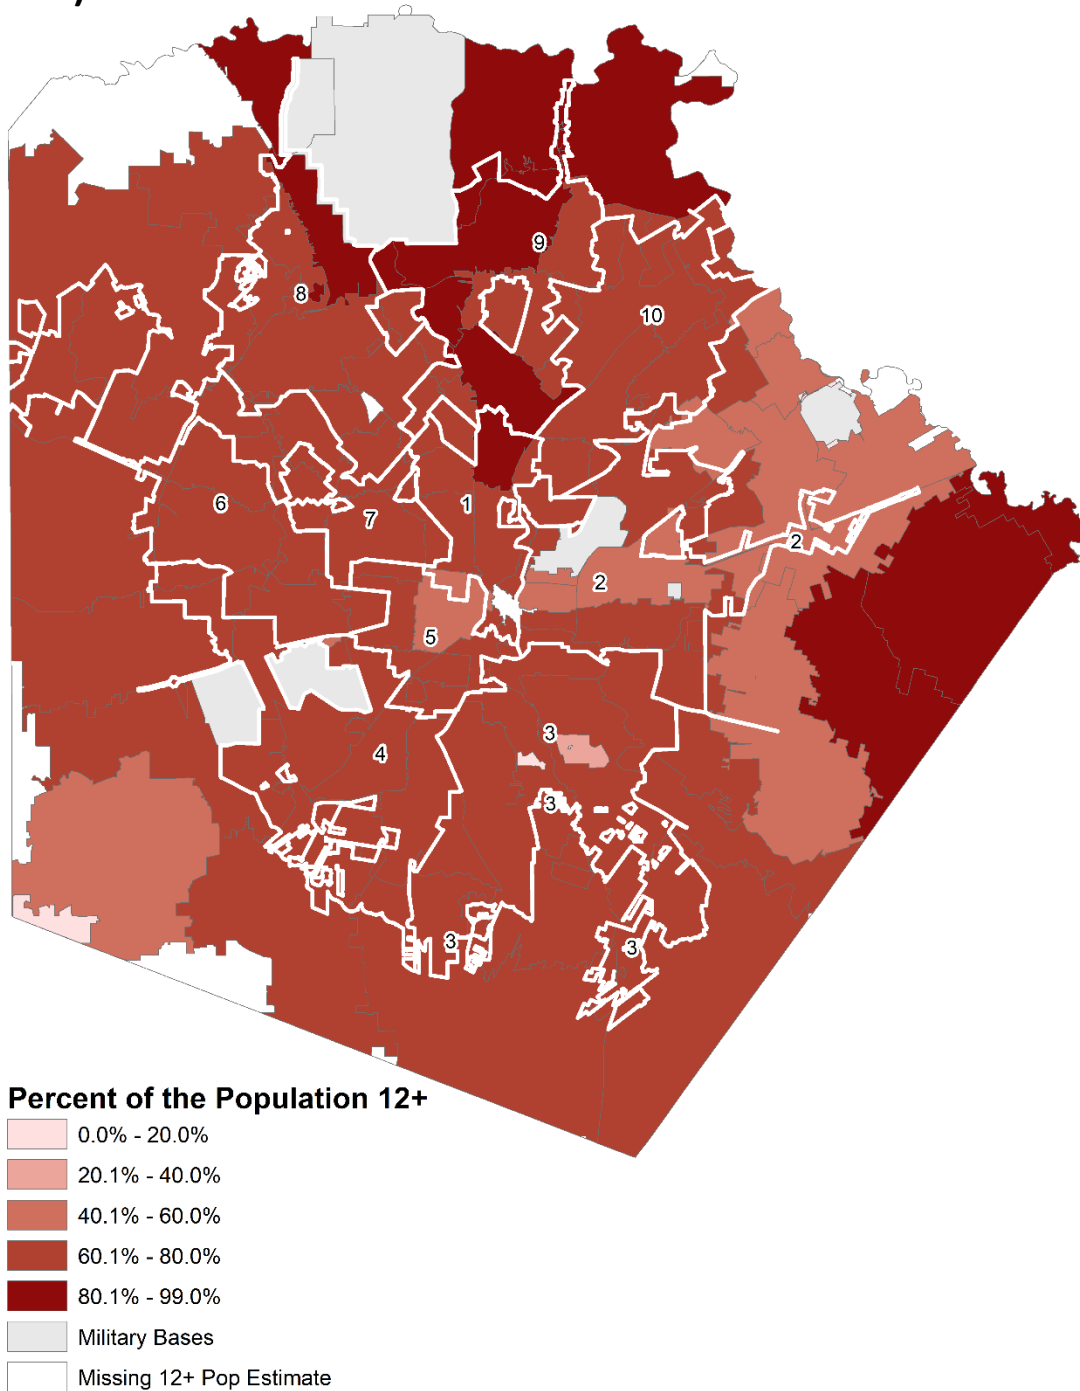 9
8
10
6
7
1
2
2
5
3
4
3
3
3
Percent of the Population 12+
0.0% - 20.0%
20.1% - 40.0%
40.1% - 60.0%
60.1% - 80.0%
80.1% - 99.0%
Military Bases
Missing 12+ Pop Estimate